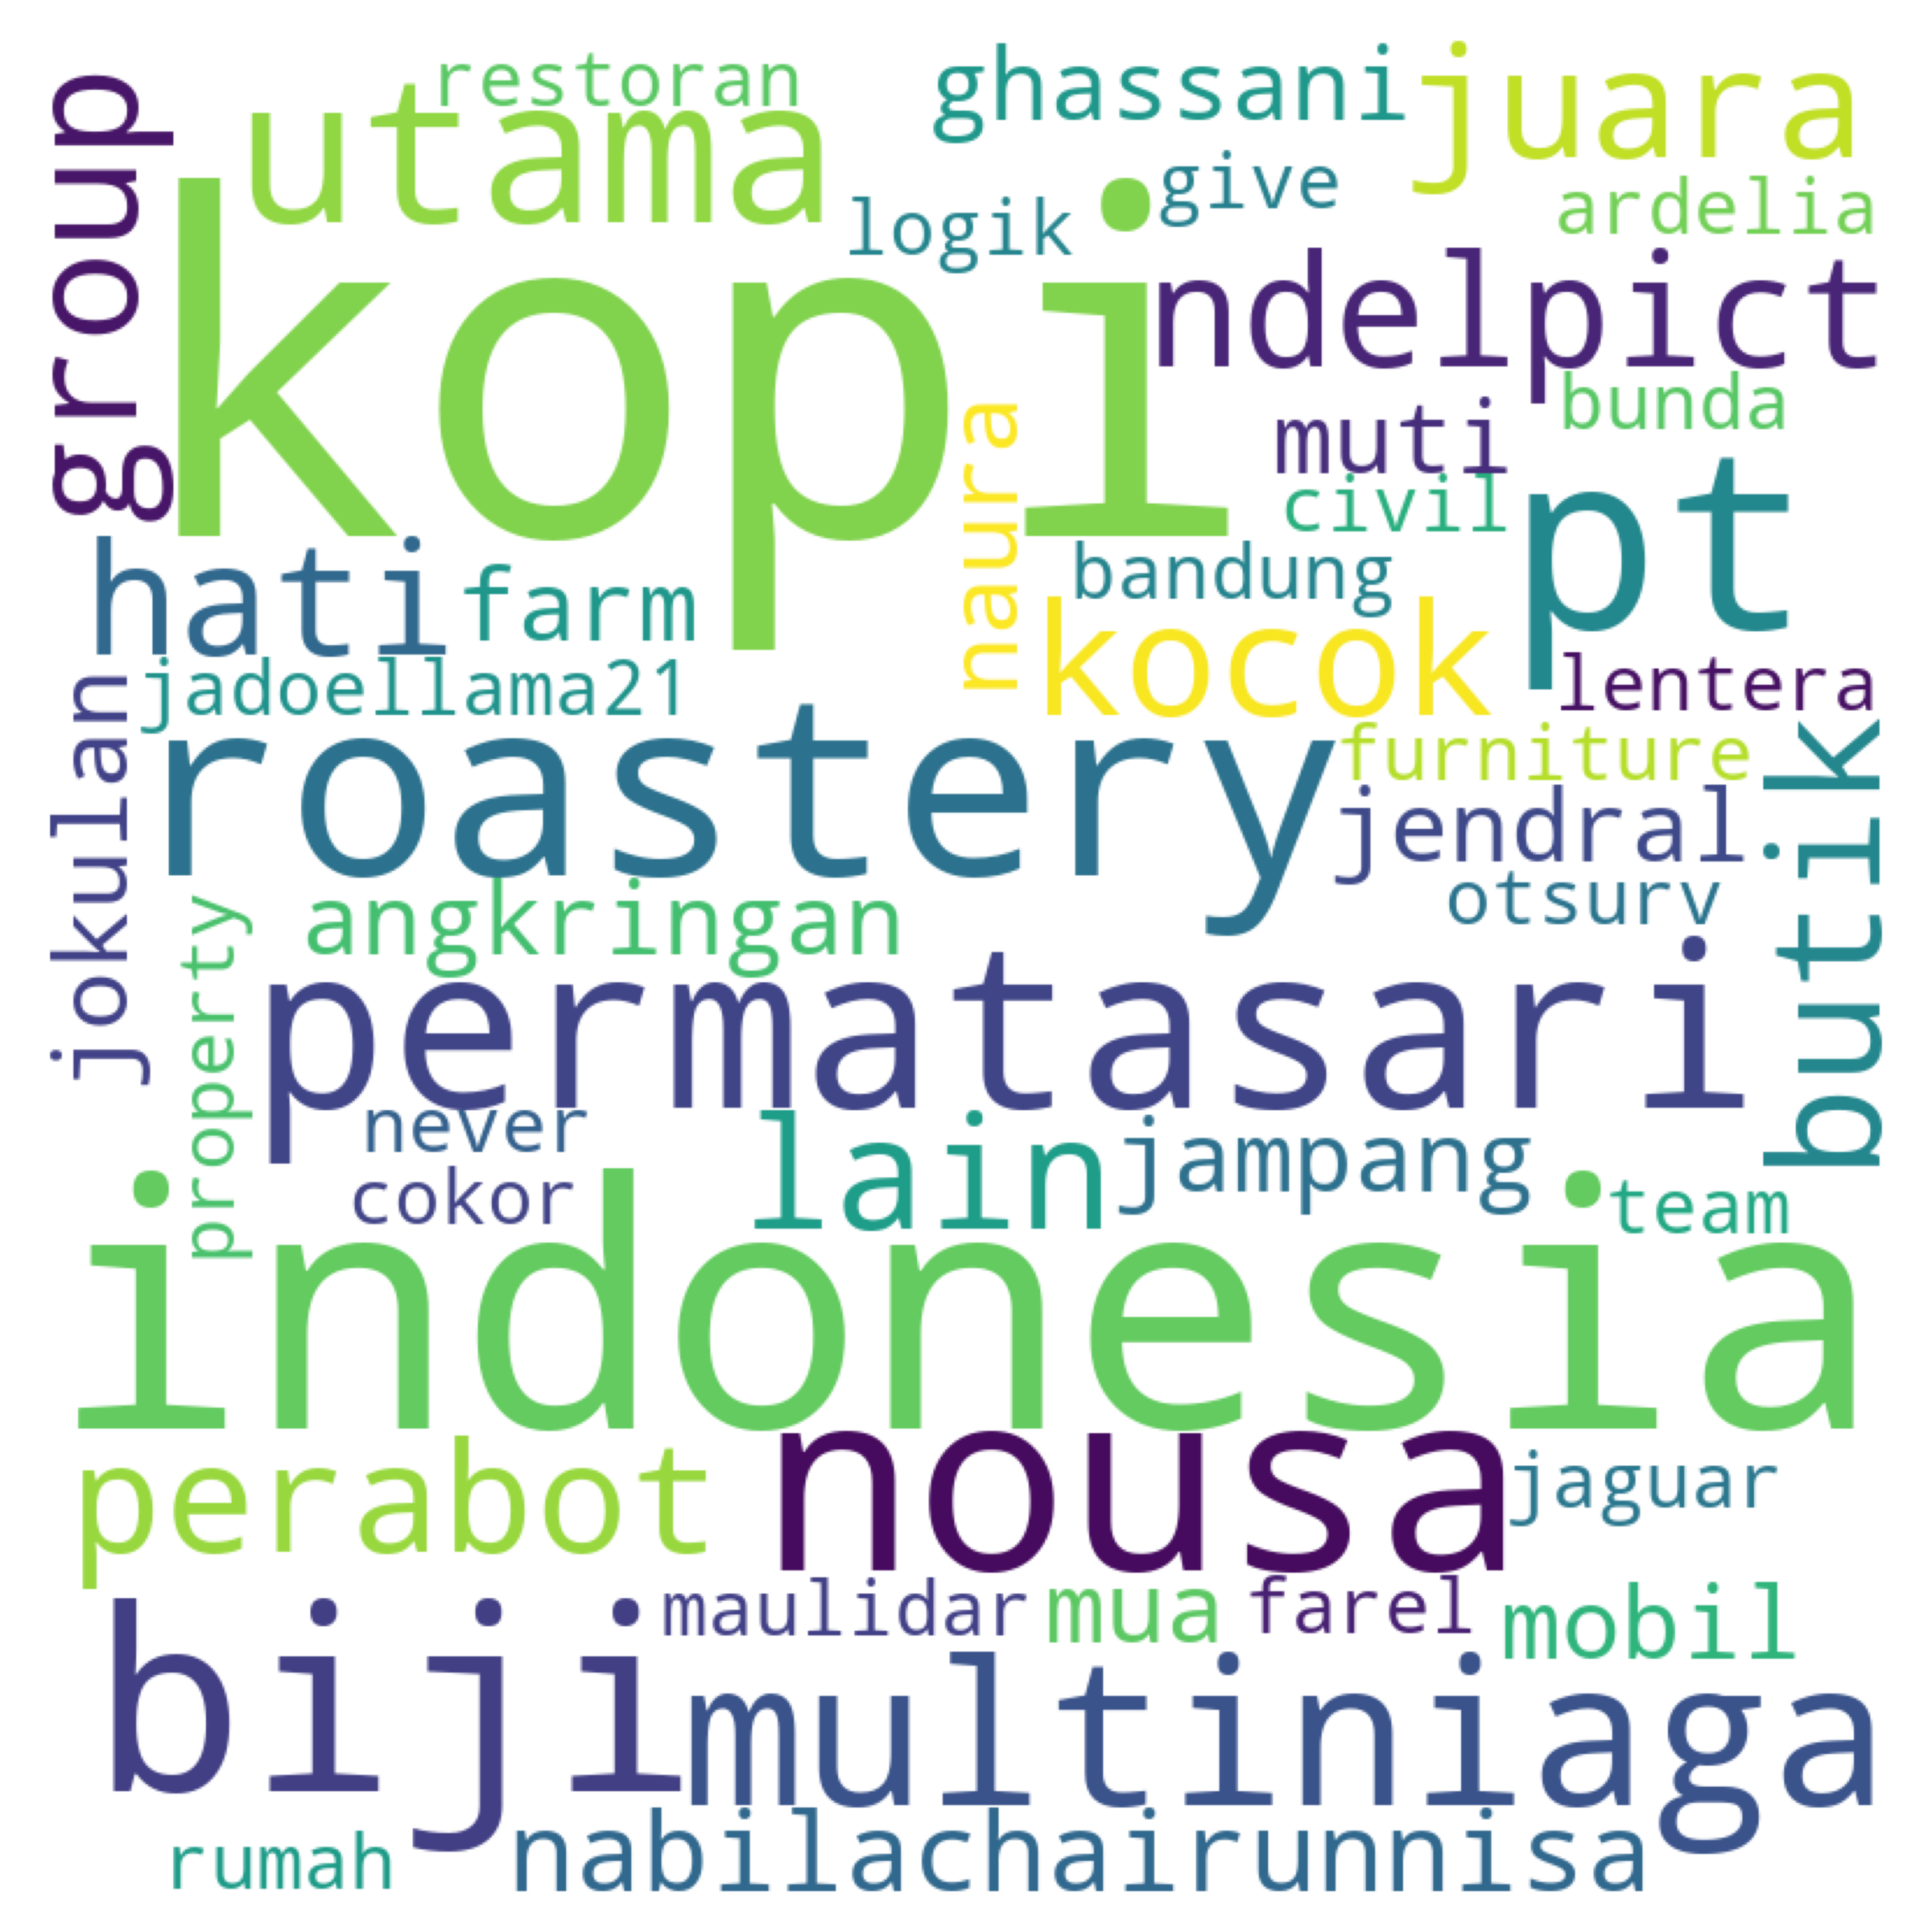 restoran
ghassani
juara
group
utama
give
logik
ardelia
kopi
ndelpict
bunda
muti
naura
civil
pt
hati
farm
bandung
kocok
jadoellama21
lentera
jokulan
roastery
furniture
butik
jendral
otsurv
angkringan
property
permatasari
never
lain
jampang
cokor
team
indonesia
perabot
nousa
jaguar
maulidar
mua
farel
mobil
biji
multiniaga
rumah
nabilachairunnisa